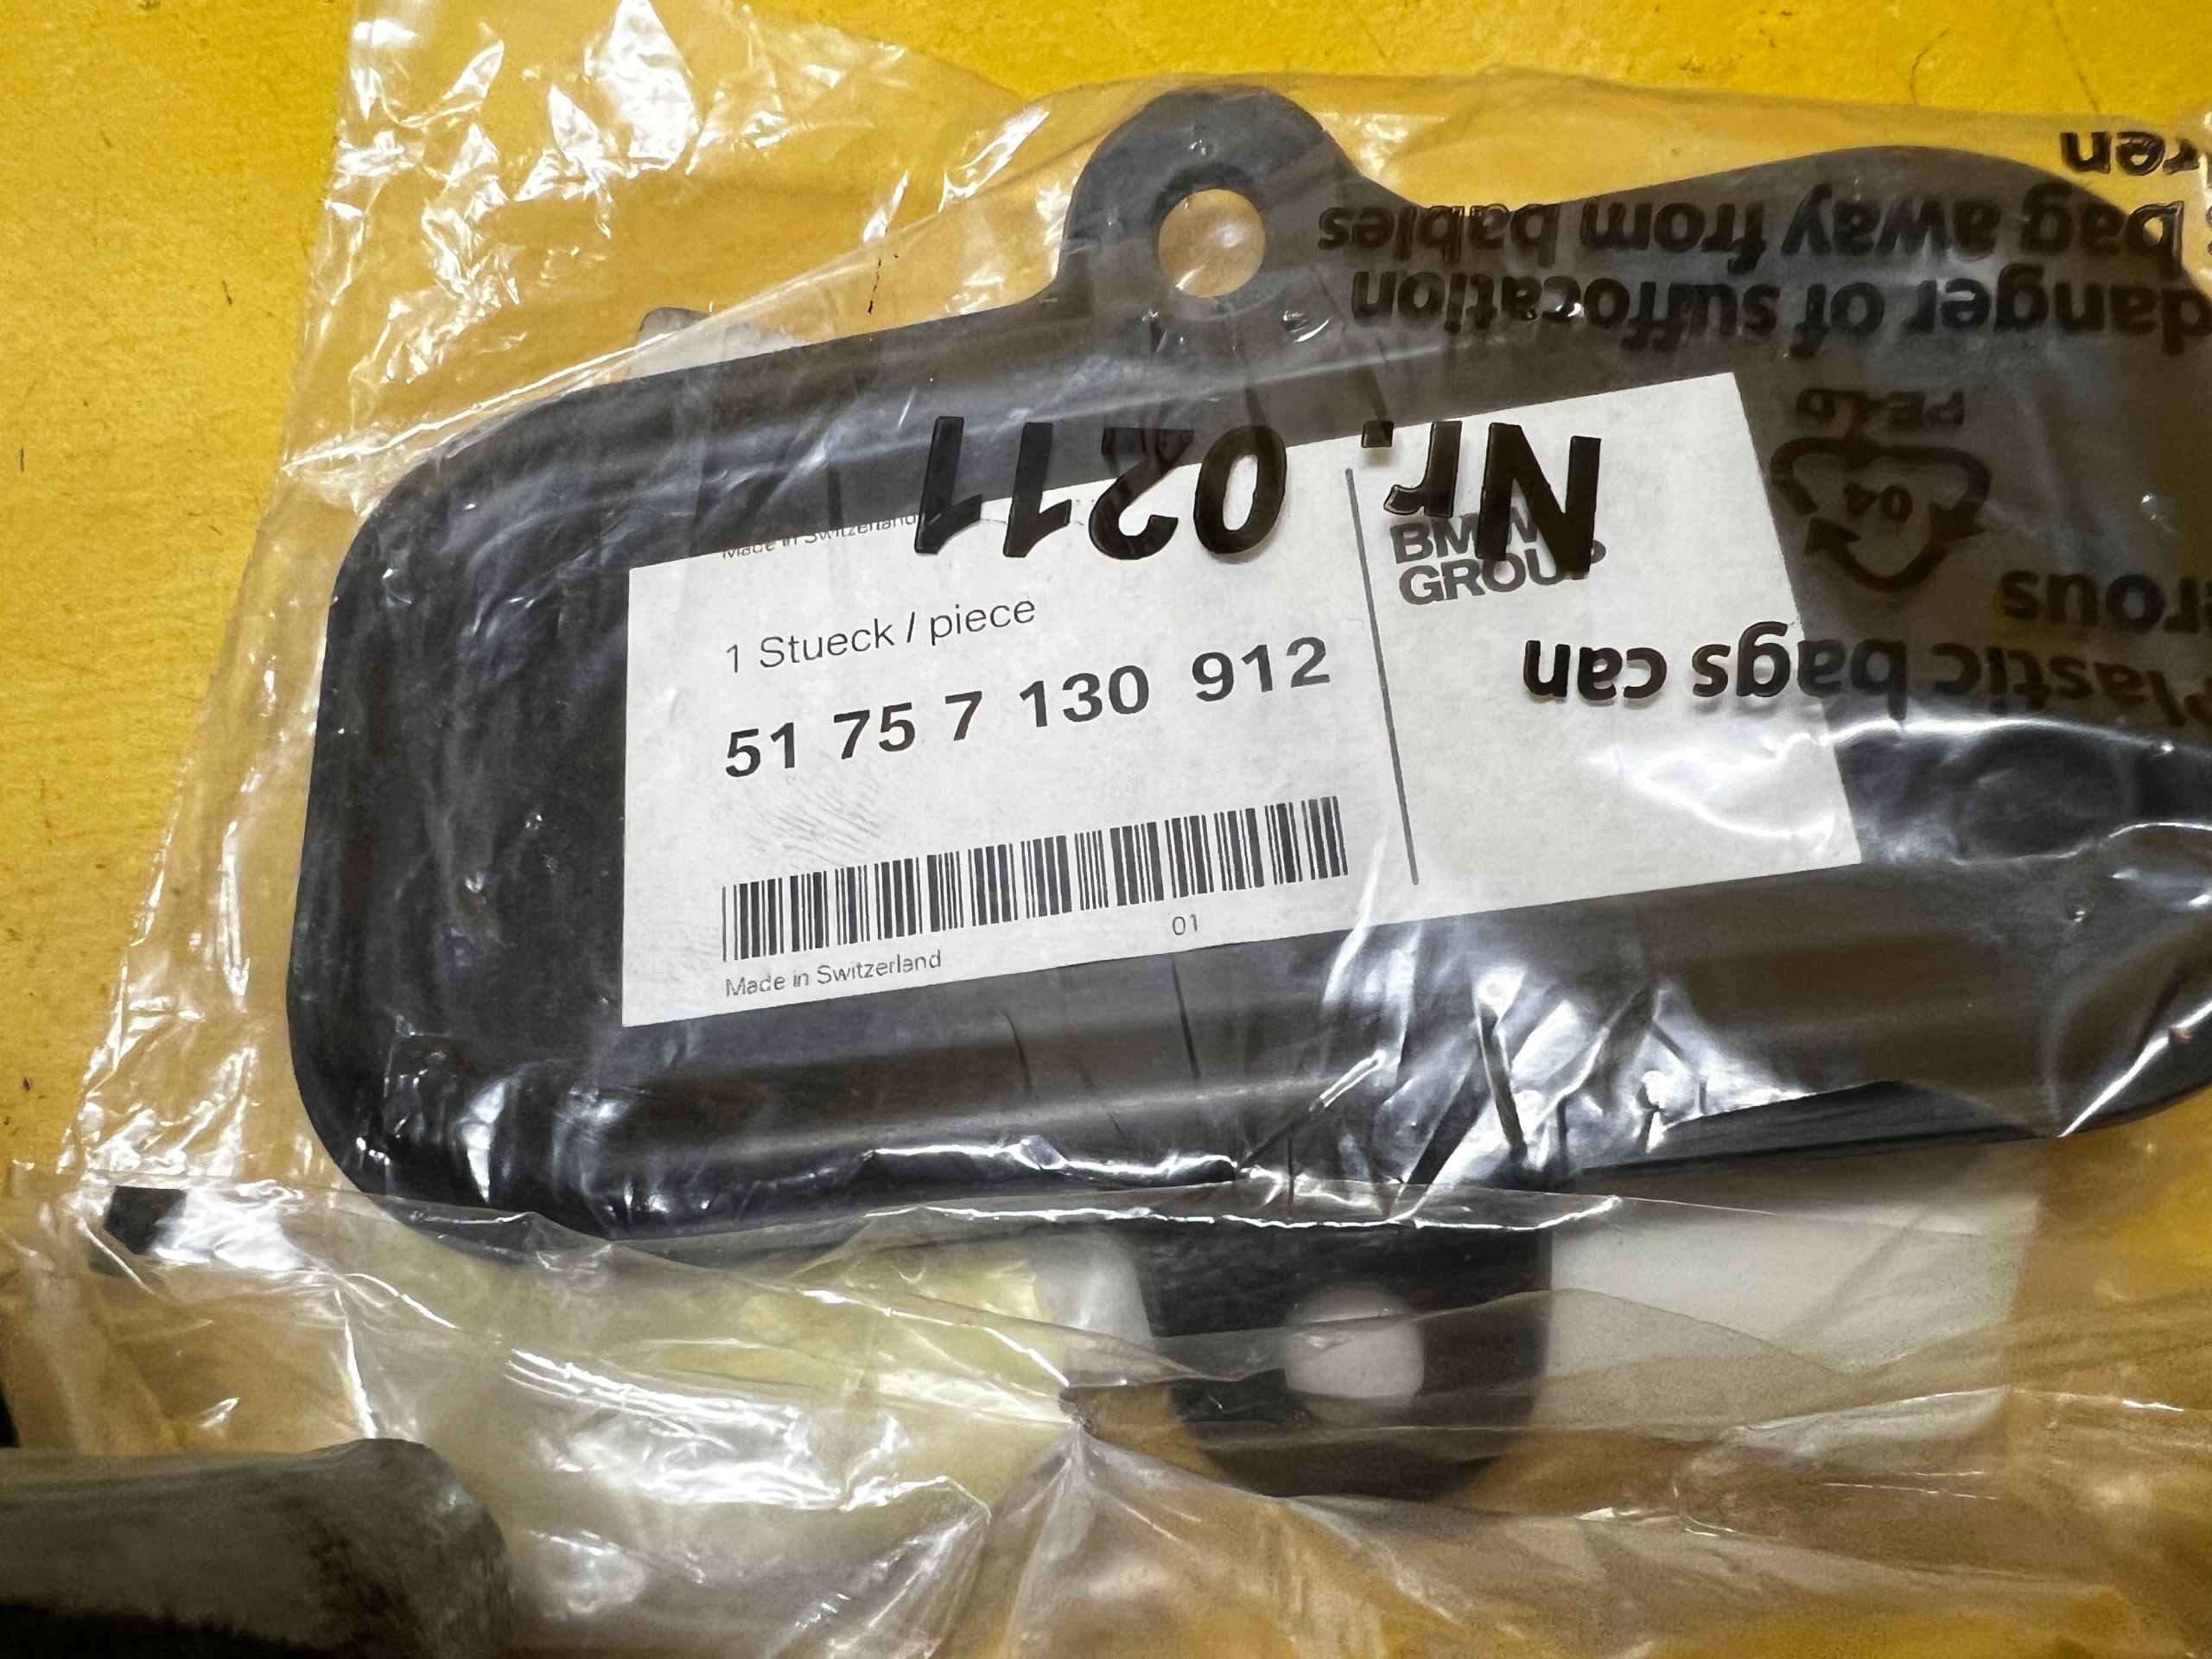 Made in Switzerland
1 Stueck / piece
51 75 7 130 912
01
Made in Switzerland
BMW
GROUP
Plastic bags can
Nr. 0211
04
PE-LD
danger of suffocation
bag away from babies